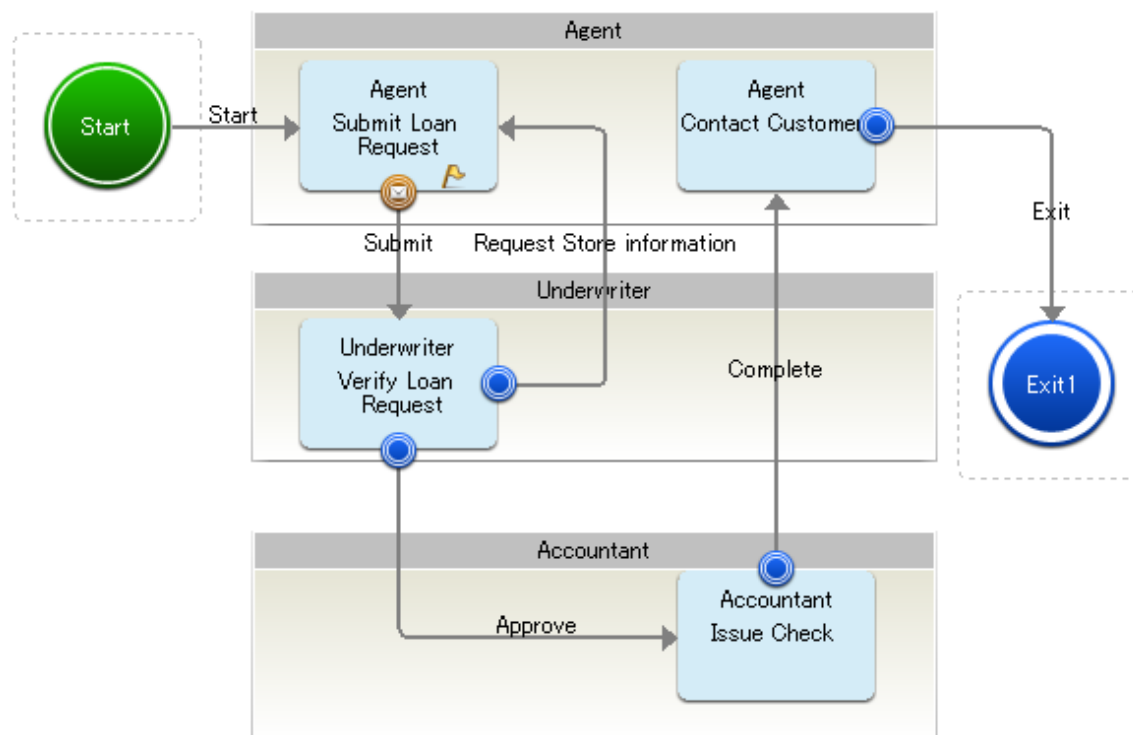 Agent
Start
Start
Agent
Submit Loan
Request
Agent
Contact Customer
Exit
Submit
Request Store information
Underwriter
Underwriter
Verify Loan
Request
Complete
Exit1
Accountant
Approve
Accountant
Issue Check